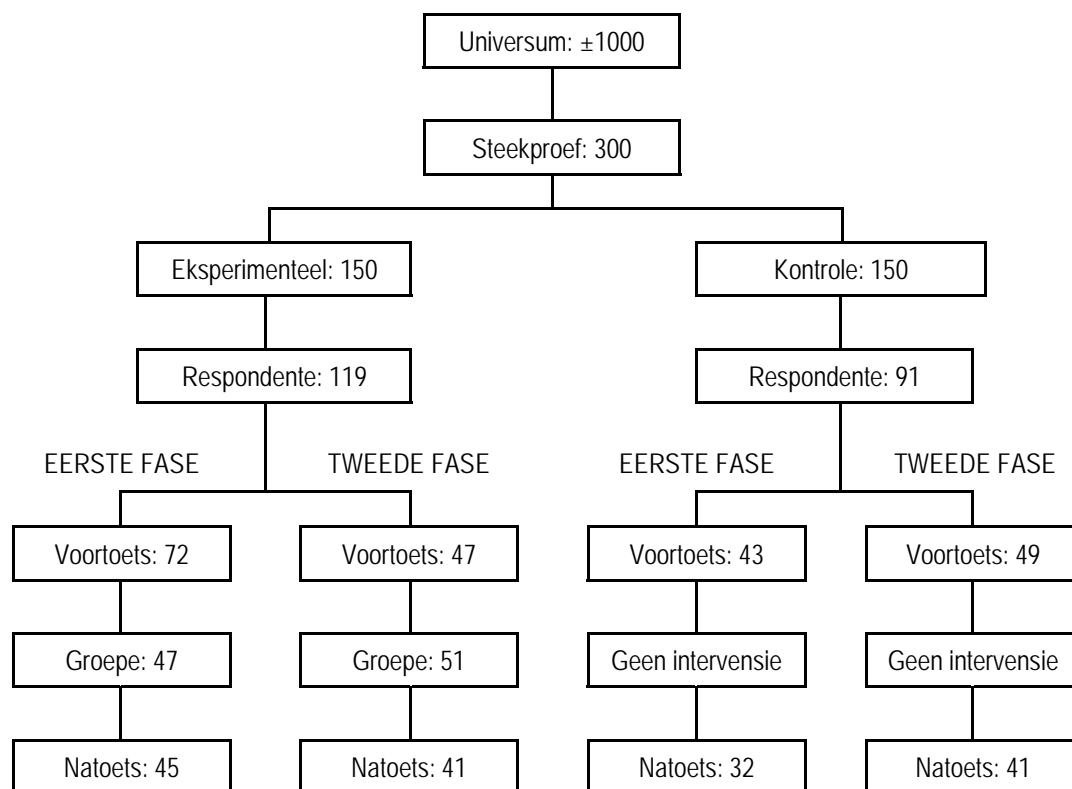 Universum: ±1000
Steekproef: 300
Eksperimenteel: 150
Kontrole: 150
Respondente: 119
Respondente: 91
EERSTE FASE
TWEEDE FASE
EERSTE FASE
TWEEDE FASE
Voortoets: 72
Voortoets: 47
Voortoets: 43
Voortoets: 49
Groepe: 47
Groepe: 51
Geen intervensie
Geen intervensie
Natoets: 45
Natoets: 41
Natoets: 32
Natoets: 41